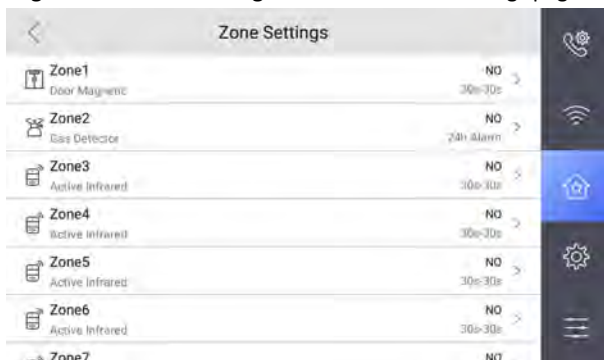 Zone Settings
Zone1
NO
Door Magnetic
30s-30s
Zone2
NO
Gas Detector
24h Alarm
Zone3
NO
Active Infrared
30s-30s
Zone4
NO
Active Infrared
30s-30s
Zone5
NO
Active Infrared
30s-30s
Zone6
NO
Active Infrared
30s-30s
Zone7
NO